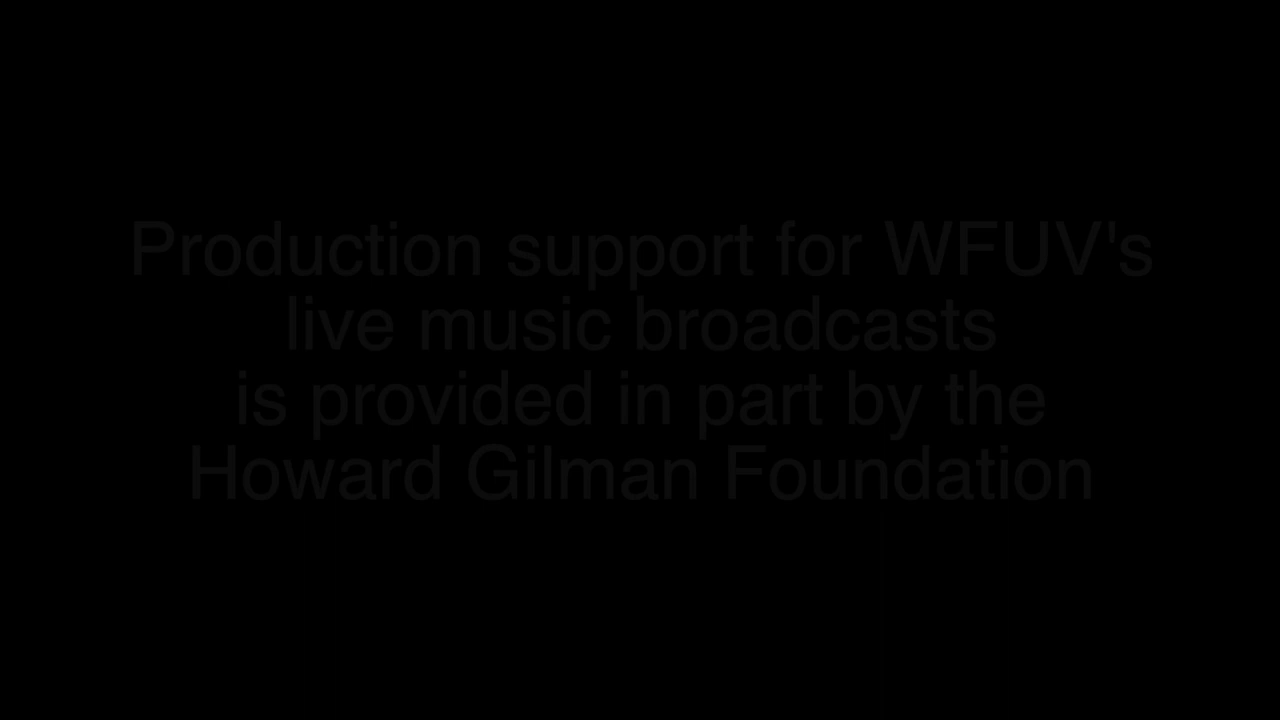 Production support for WFUV's
live music broadcasts
is provided in part by the
Howard Gilman Foundation